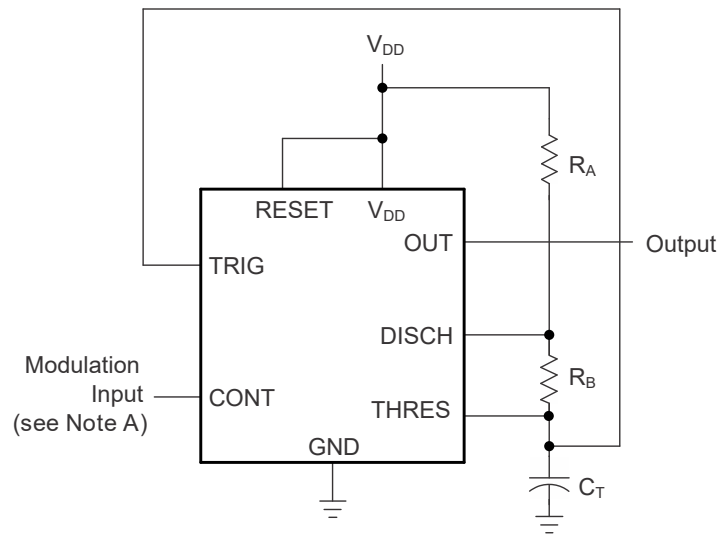 V_DD
R_A
RESET
V_DD
OUT
Output
TRIG
DISCH
Modulation
Input
(see Note A)
CONT
R_B
THRES
GND
C_T